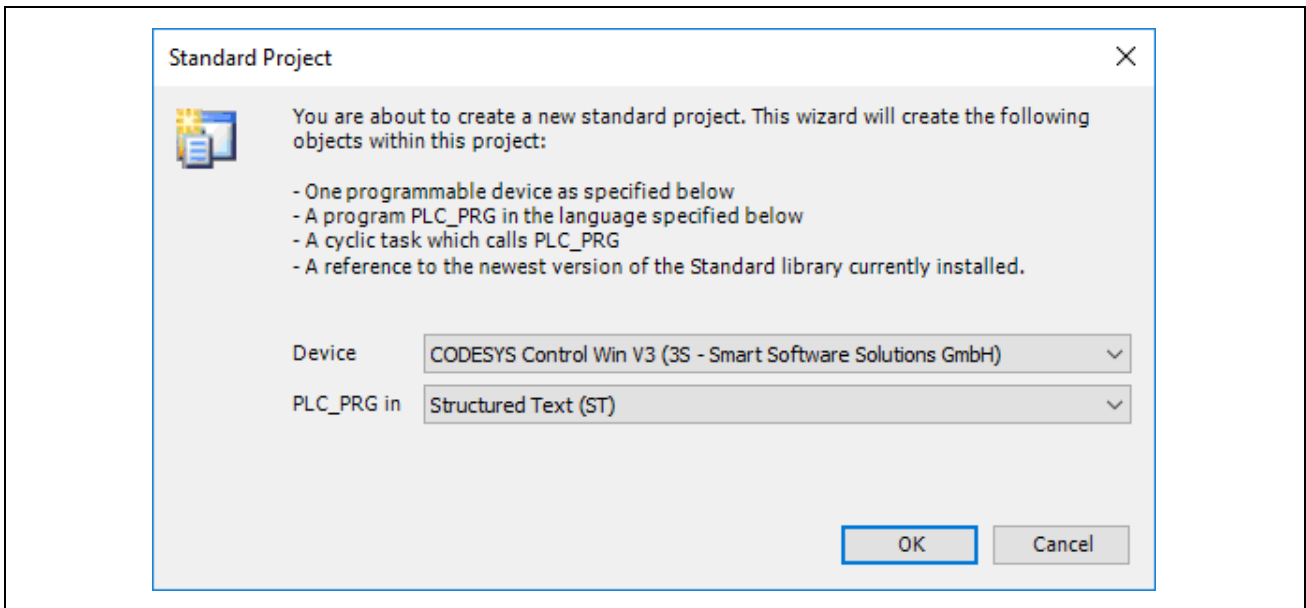 Standard Project
You are about to create a new standard project. This wizard will create the following
objects within this project:
- One programmable device as specified below
- A program PLC_PRG in the language specified below
- A cyclic task which calls PLC_PRG
- A reference to the newest version of the Standard library currently installed.
Device CODESYS Control Win V3 (3S - Smart Software Solutions GmbH)
PLC_PRG in Structured Text (ST)
OK Cancel